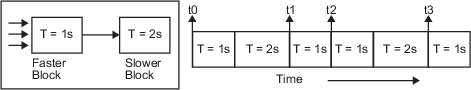 T = 1s T = 2s
Faster Block
Slower Block
t0 t1 t2 t3
T = 1s T = 2s T = 1s T = 1s T = 2s T = 1s
Time